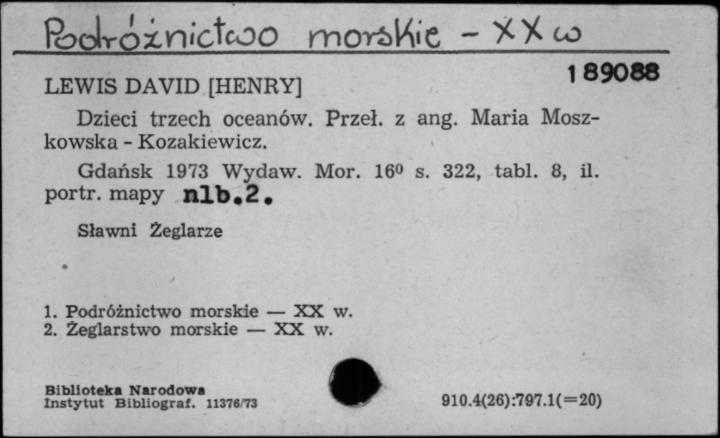 Podróżnictwo morskie - XX w
189088
LEWIS DAVID [HENRY]
Dzieci trzech oceanów. Przeł. z ang. Maria Mosz-
kowska - Kozakiewicz.
Gdańsk 1973 Wydaw. Mor. 16⁰ s. 322, tabl. 8, il.
portr. mapy nlb.2.
Sławni Żeglarze
1. Podróżnictwo morskie — XX w.
2. Żeglarstwo morskie — XX w.
Biblioteka Narodowa
Instytut Bibliograf. 11376/73
910.4(26):797.1(=20)